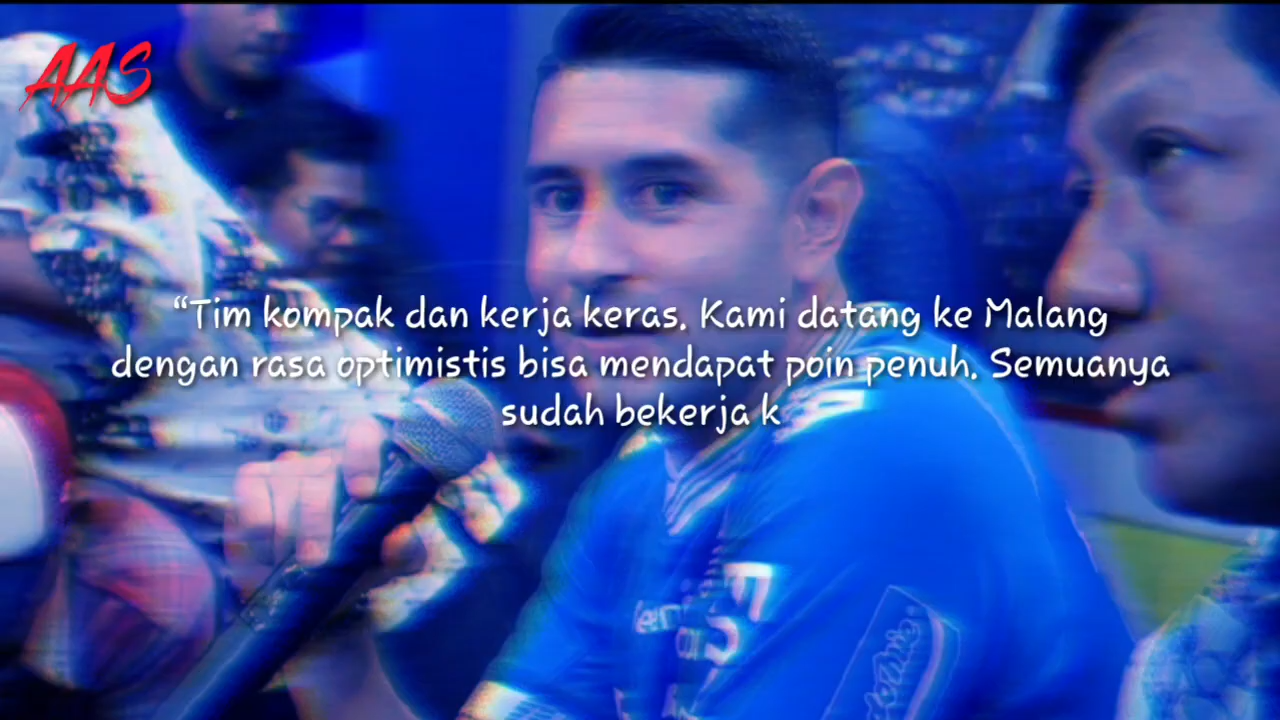 AAS
“Tim kompak dan kerja keras. Kami datang ke Malang
dengan rasa optimistis bisa mendapat poin penuh. Semuanya
sudah bekerja k